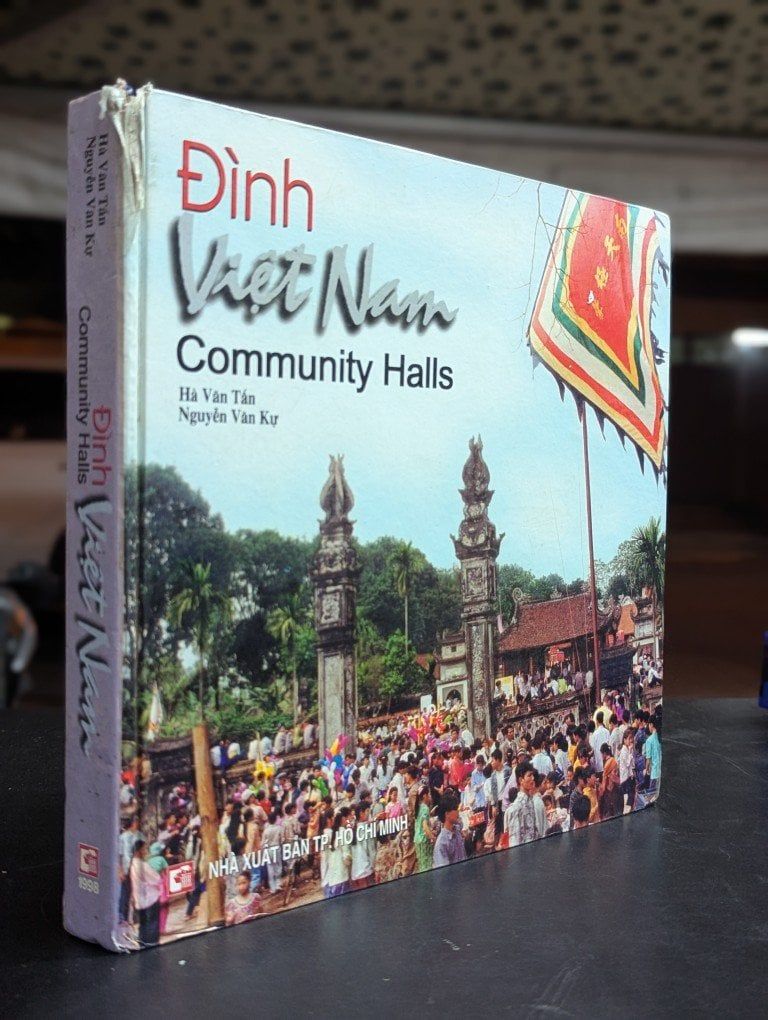 Đình
Việt Nam
Community Halls
Hà Văn Tấn
Nguyễn Văn Kự
NHÀ XUẤT BẢN TP. HỒ CHÍ MINH
Hà Văn Tấn
Nguyễn Văn Kự
Community Halls
Đình
Việt Nam
1998